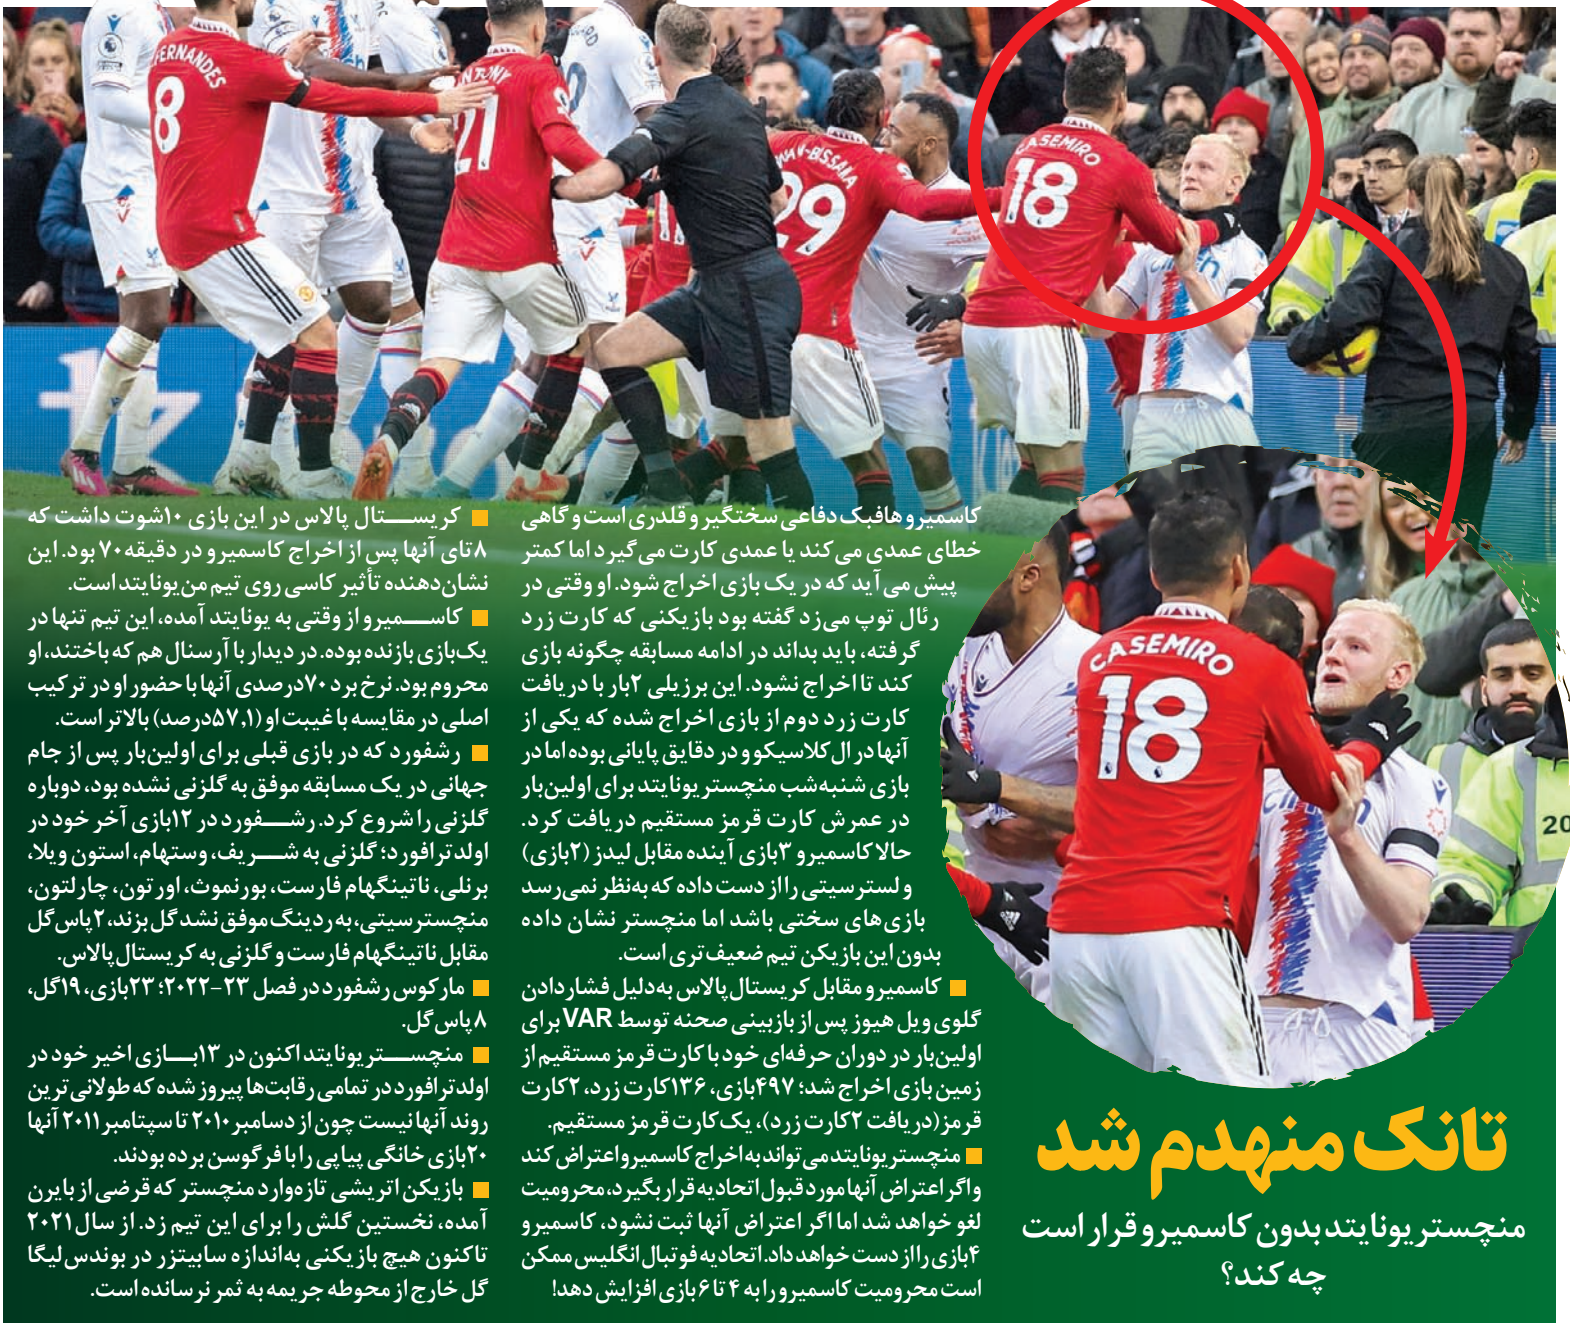 FERNANDES
8
ANTONY
21
WAN-BISSAKA
29
CASEMIRO
18
CASEMIRO
18
تانک منهدم شد
منچستریونایتد بدون کاسمیرو قرار است
چه کند؟
کاسمیرو هافبک دفاعی سختگیر و قلدری است و گاهی
خطای عمدی می‌کند یا عمدی کارت می‌گیرد اما کمتر
پیش می‌آید که در یک بازی اخراج شود. او وقتی در
رئال توپ می‌زد گفته بود بازیکنی که کارت زرد
گرفته، باید بداند در ادامه مسابقه چگونه بازی
کند تا اخراج نشود. این برزیلی ۲بار با دریافت
کارت زرد دوم از بازی اخراج شده که یکی از
آنها در ال‌کلاسیکو و در دقایق پایانی بوده اما در
بازی شنبه‌شب منچستریونایتد برای اولین‌بار
در عمرش کارت قرمز مستقیم دریافت کرد.
حالا کاسمیرو ۳بازی آینده مقابل لیدز (۲بازی)
و لسترسیتی را از دست داده که به‌نظر نمی‌رسد
بازی‌های سختی باشد اما منچستر نشان داده
بدون این بازیکن تیم ضعیف‌تری است.
■ کاسمیرو مقابل کریستال‌پالاس به‌دلیل فشار دادن
گلوی ویل هیوز پس از بازبینی صحنه توسط VAR برای
اولین‌بار در دوران حرفه‌ای خود با کارت قرمز مستقیم از
زمین بازی اخراج شد؛ ۴۹۷بازی، ۱۳۶کارت زرد، ۲کارت
قرمز (دریافت ۲کارت زرد)، یک کارت قرمز مستقیم.
■ منچستریونایتد می‌تواند به اخراج کاسمیرو اعتراض کند
و اگر اعتراض آنها مورد قبول اتحادیه قرار بگیرد، محرومیت
لغو خواهد شد اما اگر اعتراض آنها ثبت نشود، کاسمیرو
۴بازی را از دست خواهد داد. اتحادیه فوتبال انگلیس ممکن
است محرومیت کاسمیرو را به ۴ تا ۶بازی افزایش دهد!
■ کریستال پالاس در این بازی ۱۰شوت داشت که
۸تای آنها پس از اخراج کاسمیرو در دقیقه ۷۰ بود. این
نشان‌دهنده تأثیر کاسی روی تیم من‌یونایتد است.
■ کاسمیرو از وقتی به یونایتد آمده، این تیم تنها در
یک‌بازی بازنده بوده. در دیدار با آرسنال هم که باختند، او
محروم بود. نرخ برد ۷۰درصدی آنها با حضور او در ترکیب
اصلی در مقایسه با غیبت او (۵۷,۱درصد) بالاتر است.
■ رشفورد که در بازی قبلی برای اولین‌بار پس از جام
جهانی در یک مسابقه موفق به گلزنی نشده بود، دوباره
گلزنی را شروع کرد. رشفورد در ۱۲بازی آخر خود در
اولدترافورد؛ گلزنی به شریف، وستهام، استون ویلا،
برنلی، ناتینگهام فارست، بورنموث، اورتون، چارلتون،
منچسترسیتی، به ردینگ موفق نشد گل بزند، ۲پاس گل
مقابل ناتینگهام فارست و گلزنی به کریستال‌پالاس.
■ مارکوس رشفورد در فصل ۲۳-۲۰۲۲؛ ۲۳بازی، ۱۹گل،
۸ پاس گل.
■ منچستریونایتد اکنون در ۱۳بازی اخیر خود در
اولدترافورد در تمامی رقابت‌ها پیروز شده که طولانی‌ترین
روند آنها نیست چون از دسامبر ۲۰۱۰ تا سپتامبر ۲۰۱۱ آنها
۲۰بازی خانگی پیاپی را با فرگوسن برده بودند.
■ بازیکن اتریشی تازه‌وارد منچستر که قرضی از بایرن
آمده، نخستین گلش را برای این تیم زد. از سال ۲۰۲۱
تاکنون هیچ بازیکنی به‌اندازه سابیتزر در بوندس‌لیگا
گل خارج از محوطه جریمه به ثمر نرسانده است.